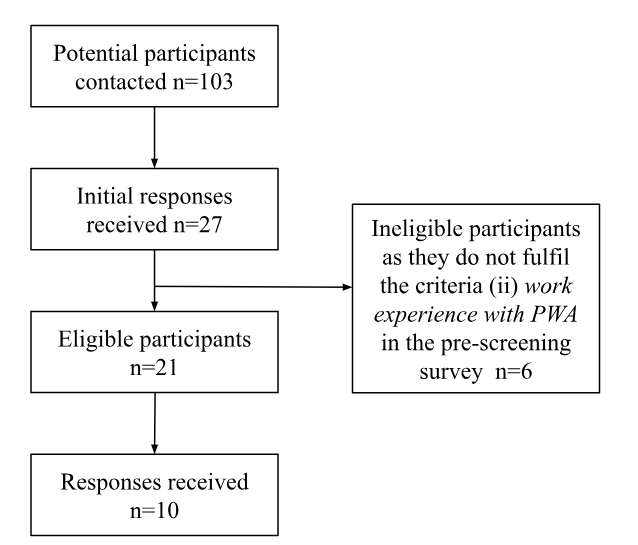 Potential participants
contacted n=103
Initial responses
received n=27
Ineligible participants
as they do not fulfil
the criteria (ii) work
experience with PWA
in the pre-screening
survey  n=6
Eligible participants
n=21
Responses received
n=10